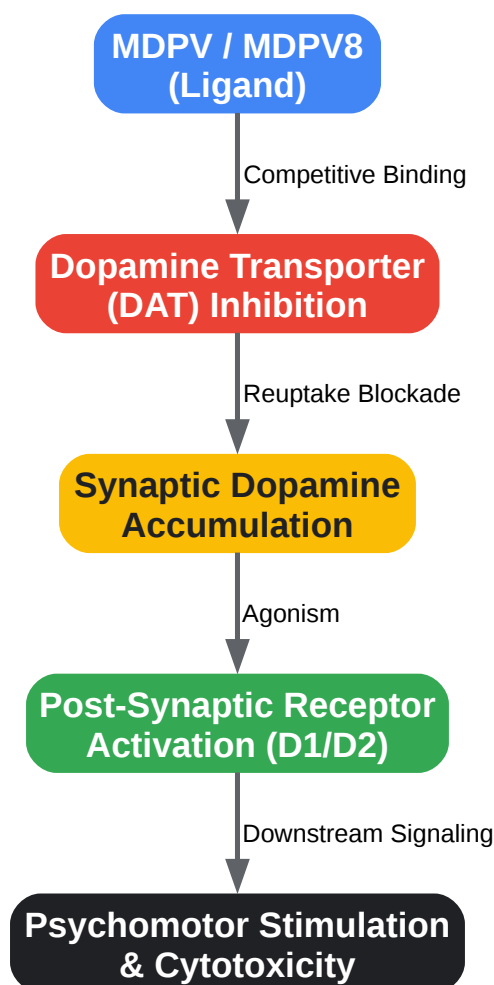 MDPV / MDPV8
(Ligand)
Competitive Binding
Dopamine Transporter
(DAT) Inhibition
Reuptake Blockade
Synaptic Dopamine
Accumulation
Agonism
Post-Synaptic Receptor
Activation (D1/D2)
Downstream Signaling
Psychomotor Stimulation
& Cytotoxicity